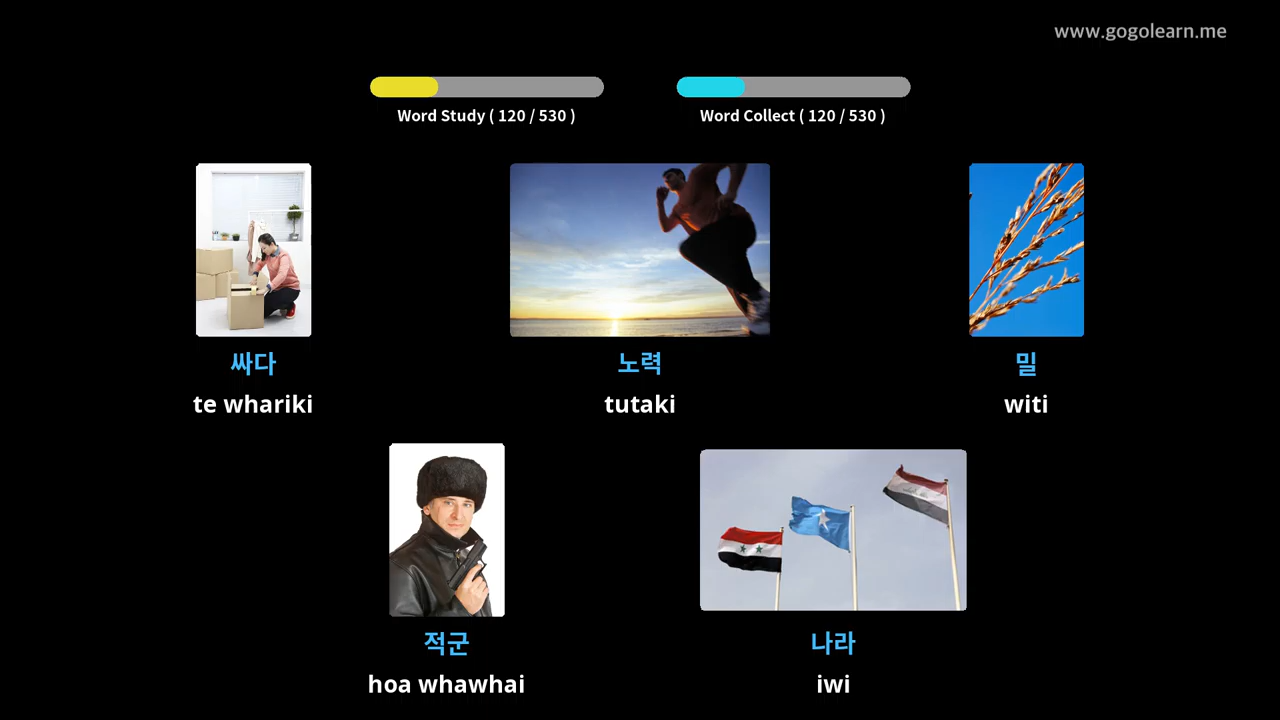 www.gogolearn.me
Word Study ( 120 / 530 )
Word Collect ( 120 / 530 )
싸다
노력
밀
te whariki
tutaki
witi
적군
나라
hoa whawhai
iwi